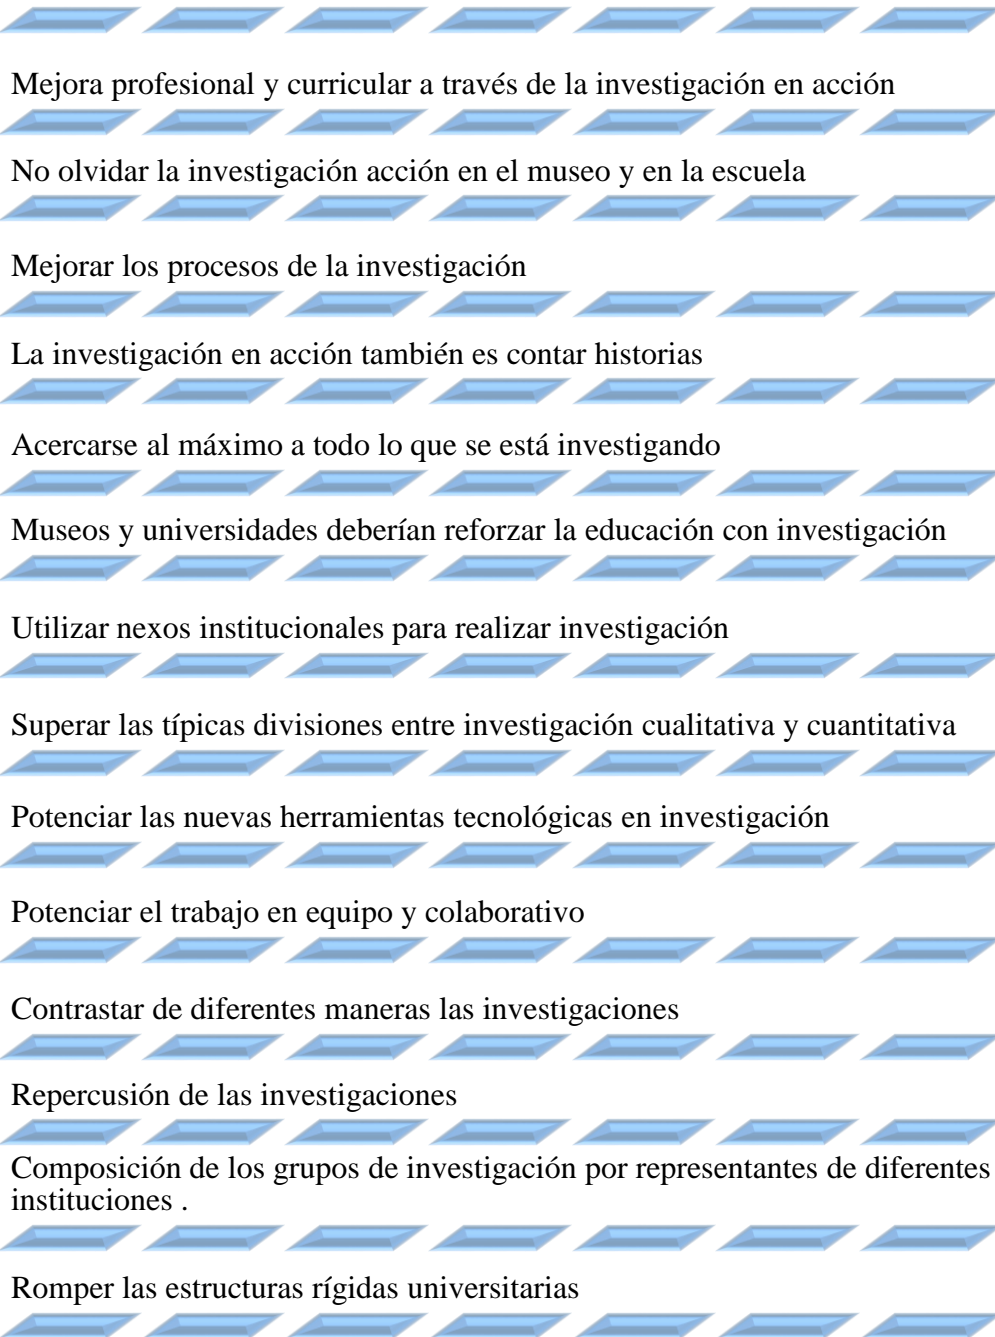 Mejora profesional y curricular a través de la investigación en acción
No olvidar la investigación acción en el museo y en la escuela
Mejorar los procesos de la investigación
La investigación en acción también es contar historias
Acercarse al máximo a todo lo que se está investigando
Museos y universidades deberían reforzar la educación con investigación
Utilizar nexos institucionales para realizar investigación
Superar las típicas divisiones entre investigación cualitativa y cuantitativa
Potenciar las nuevas herramientas tecnológicas en investigación
Potenciar el trabajo en equipo y colaborativo
Contrastar de diferentes maneras las investigaciones
Repercusión de las investigaciones
Composición de los grupos de investigación por representantes de diferentes
instituciones .
Romper las estructuras rígidas universitarias